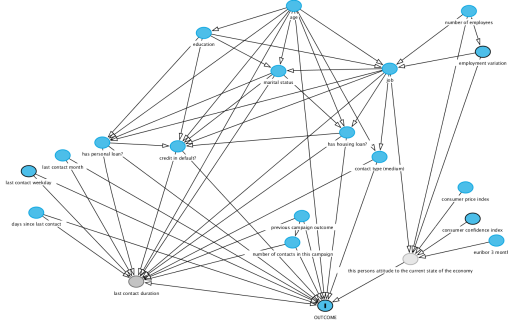 age
number of employees
education
employment variation
marital status
job
has housing loan?
has personal loan?
credit in default?
last contact month
contact type (medium)
last contact weekday
consumer price index
days since last contact
previous campaign outcome
consumer confidence index
number of contacts in this campaign
euribor 3 mont
this persons attitude to the current state of the economy
last contact duration
OUTCOME